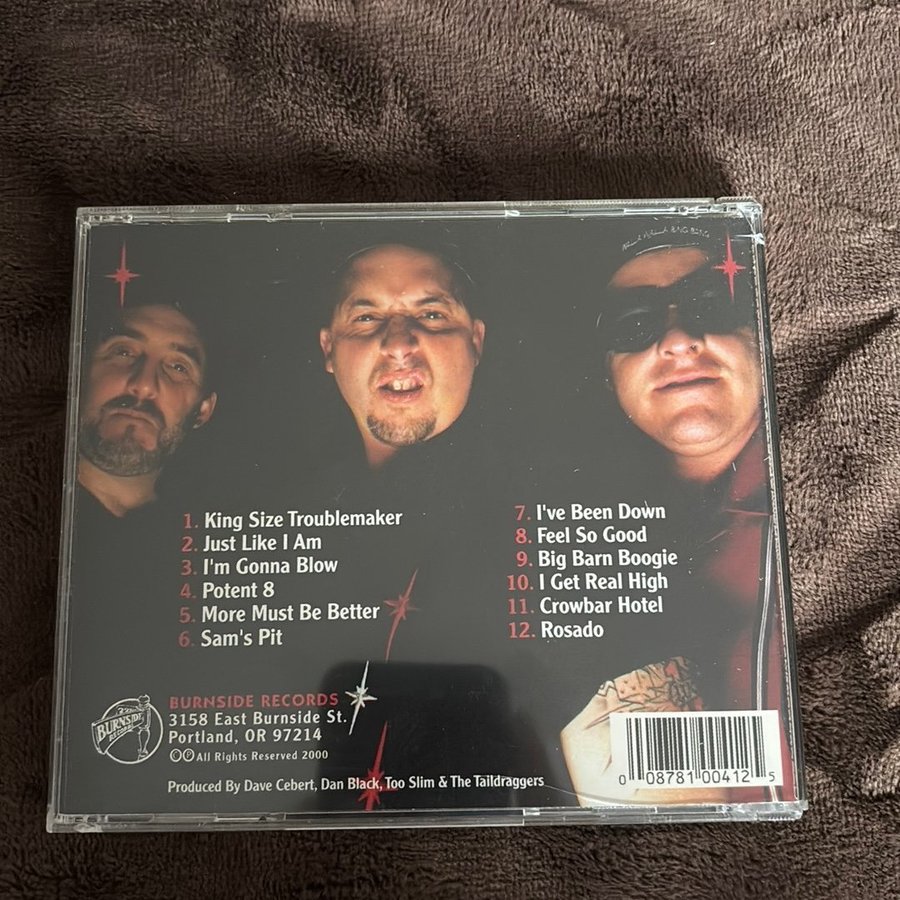 1. King Size Troublemaker
2. Just Like I Am
3. I'm Gonna Blow
4. Potent 8
5. More Must Be Better
6. Sam's Pit
7. I've Been Down
8. Feel So Good
9. Big Barn Boogie
10. I Get Real High
11. Crowbar Hotel
12. Rosado
BURNSIDE
RECORDS
BURNSIDE RECORDS
3158 East Burnside St.
Portland, OR 97214
©℗ All Rights Reserved 2000
Produced By Dave Cebert, Dan Black, Too Slim & The Taildraggers
0 08781 00412 5